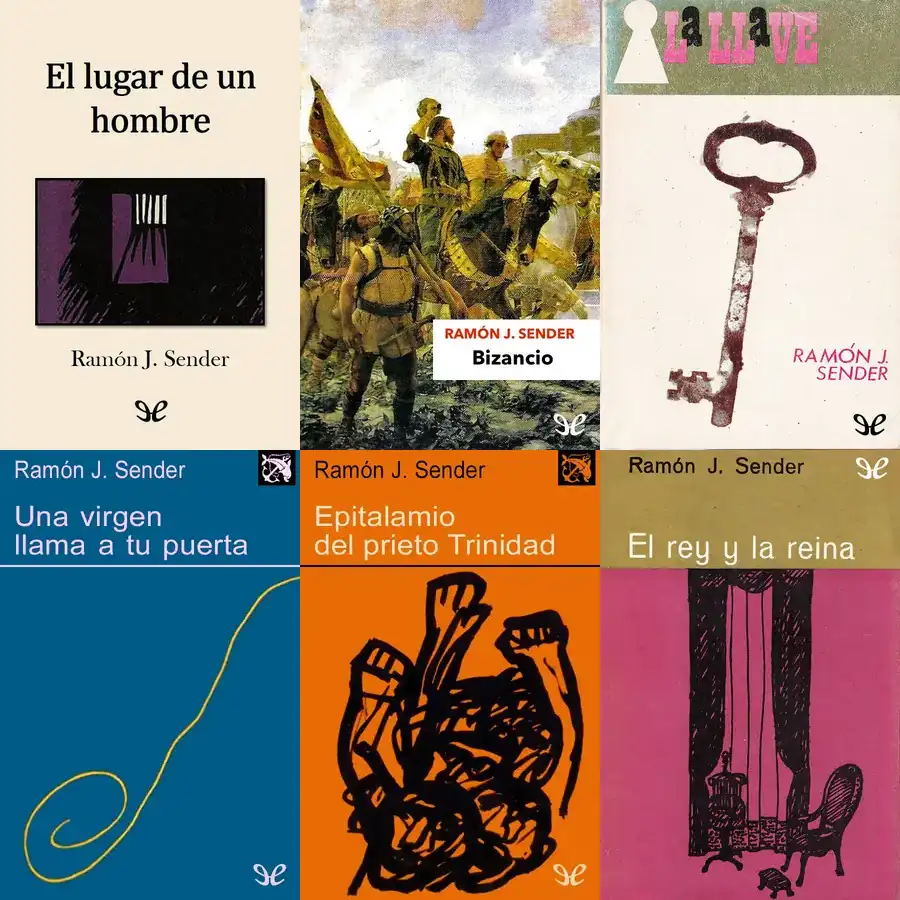 El lugar de un
hombre
Ramón J. Sender
RAMÓN J. SENDER
Bizancio
La LLaVE
RAMÓN J.
SENDER
Ramón J. Sender
Una virgen
llama a tu puerta
Ramón J. Sender
Epitalamio
del prieto Trinidad
Ramón J. Sender
El rey y la reina